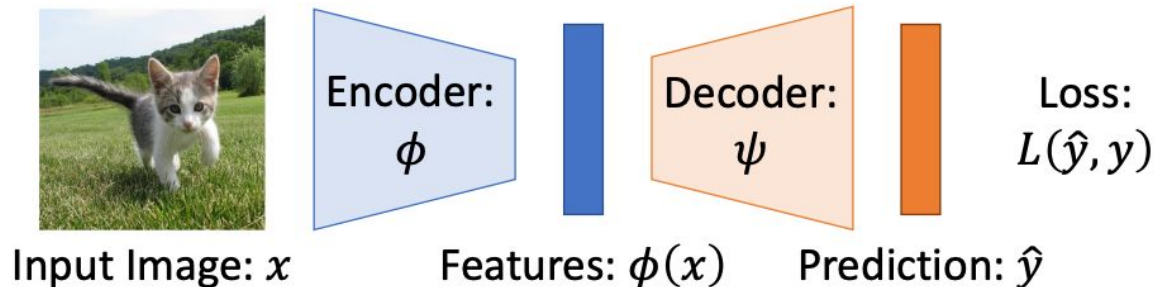 Encoder:
ϕ
Decoder:
ψ
Loss:
L(ŷ, y)
Input Image: x
Features: ϕ(x)
Prediction: ŷ